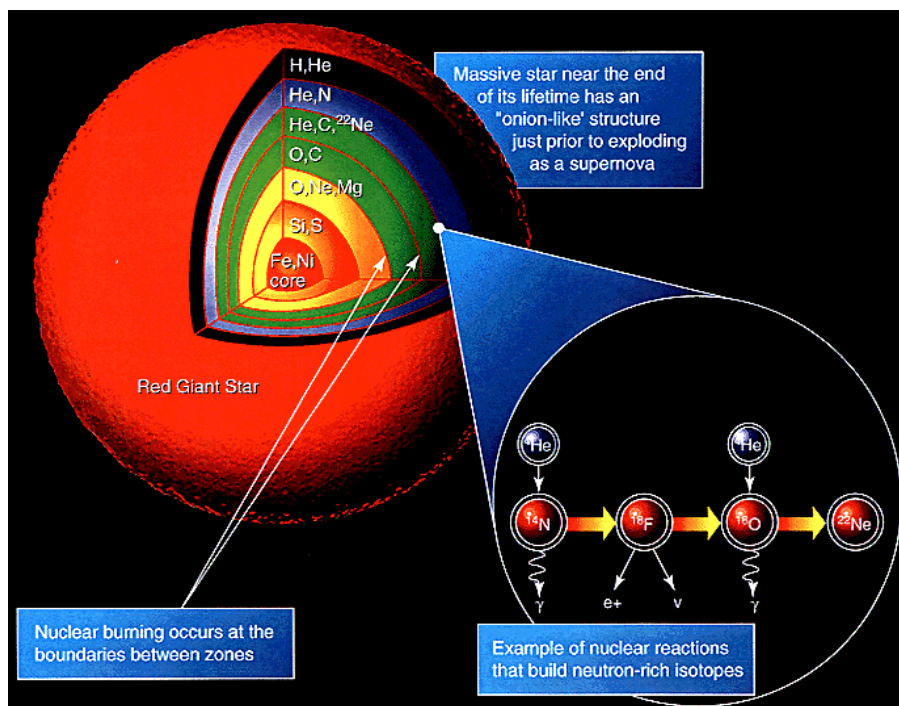 H,He
He,N
He,C,²²Ne
O,C
O,Ne,Mg
Si,S
Fe,Ni
core
Massive star near the end
of its lifetime has an
"onion-like' structure
just prior to exploding
as a supernova
Red Giant Star
⁴He
⁴He
¹⁴N
¹⁸F
¹⁸O
²²Ne
γ
e+
ν
γ
Nuclear burning occurs at the
boundaries between zones
Example of nuclear reactions
that build neutron-rich isotopes